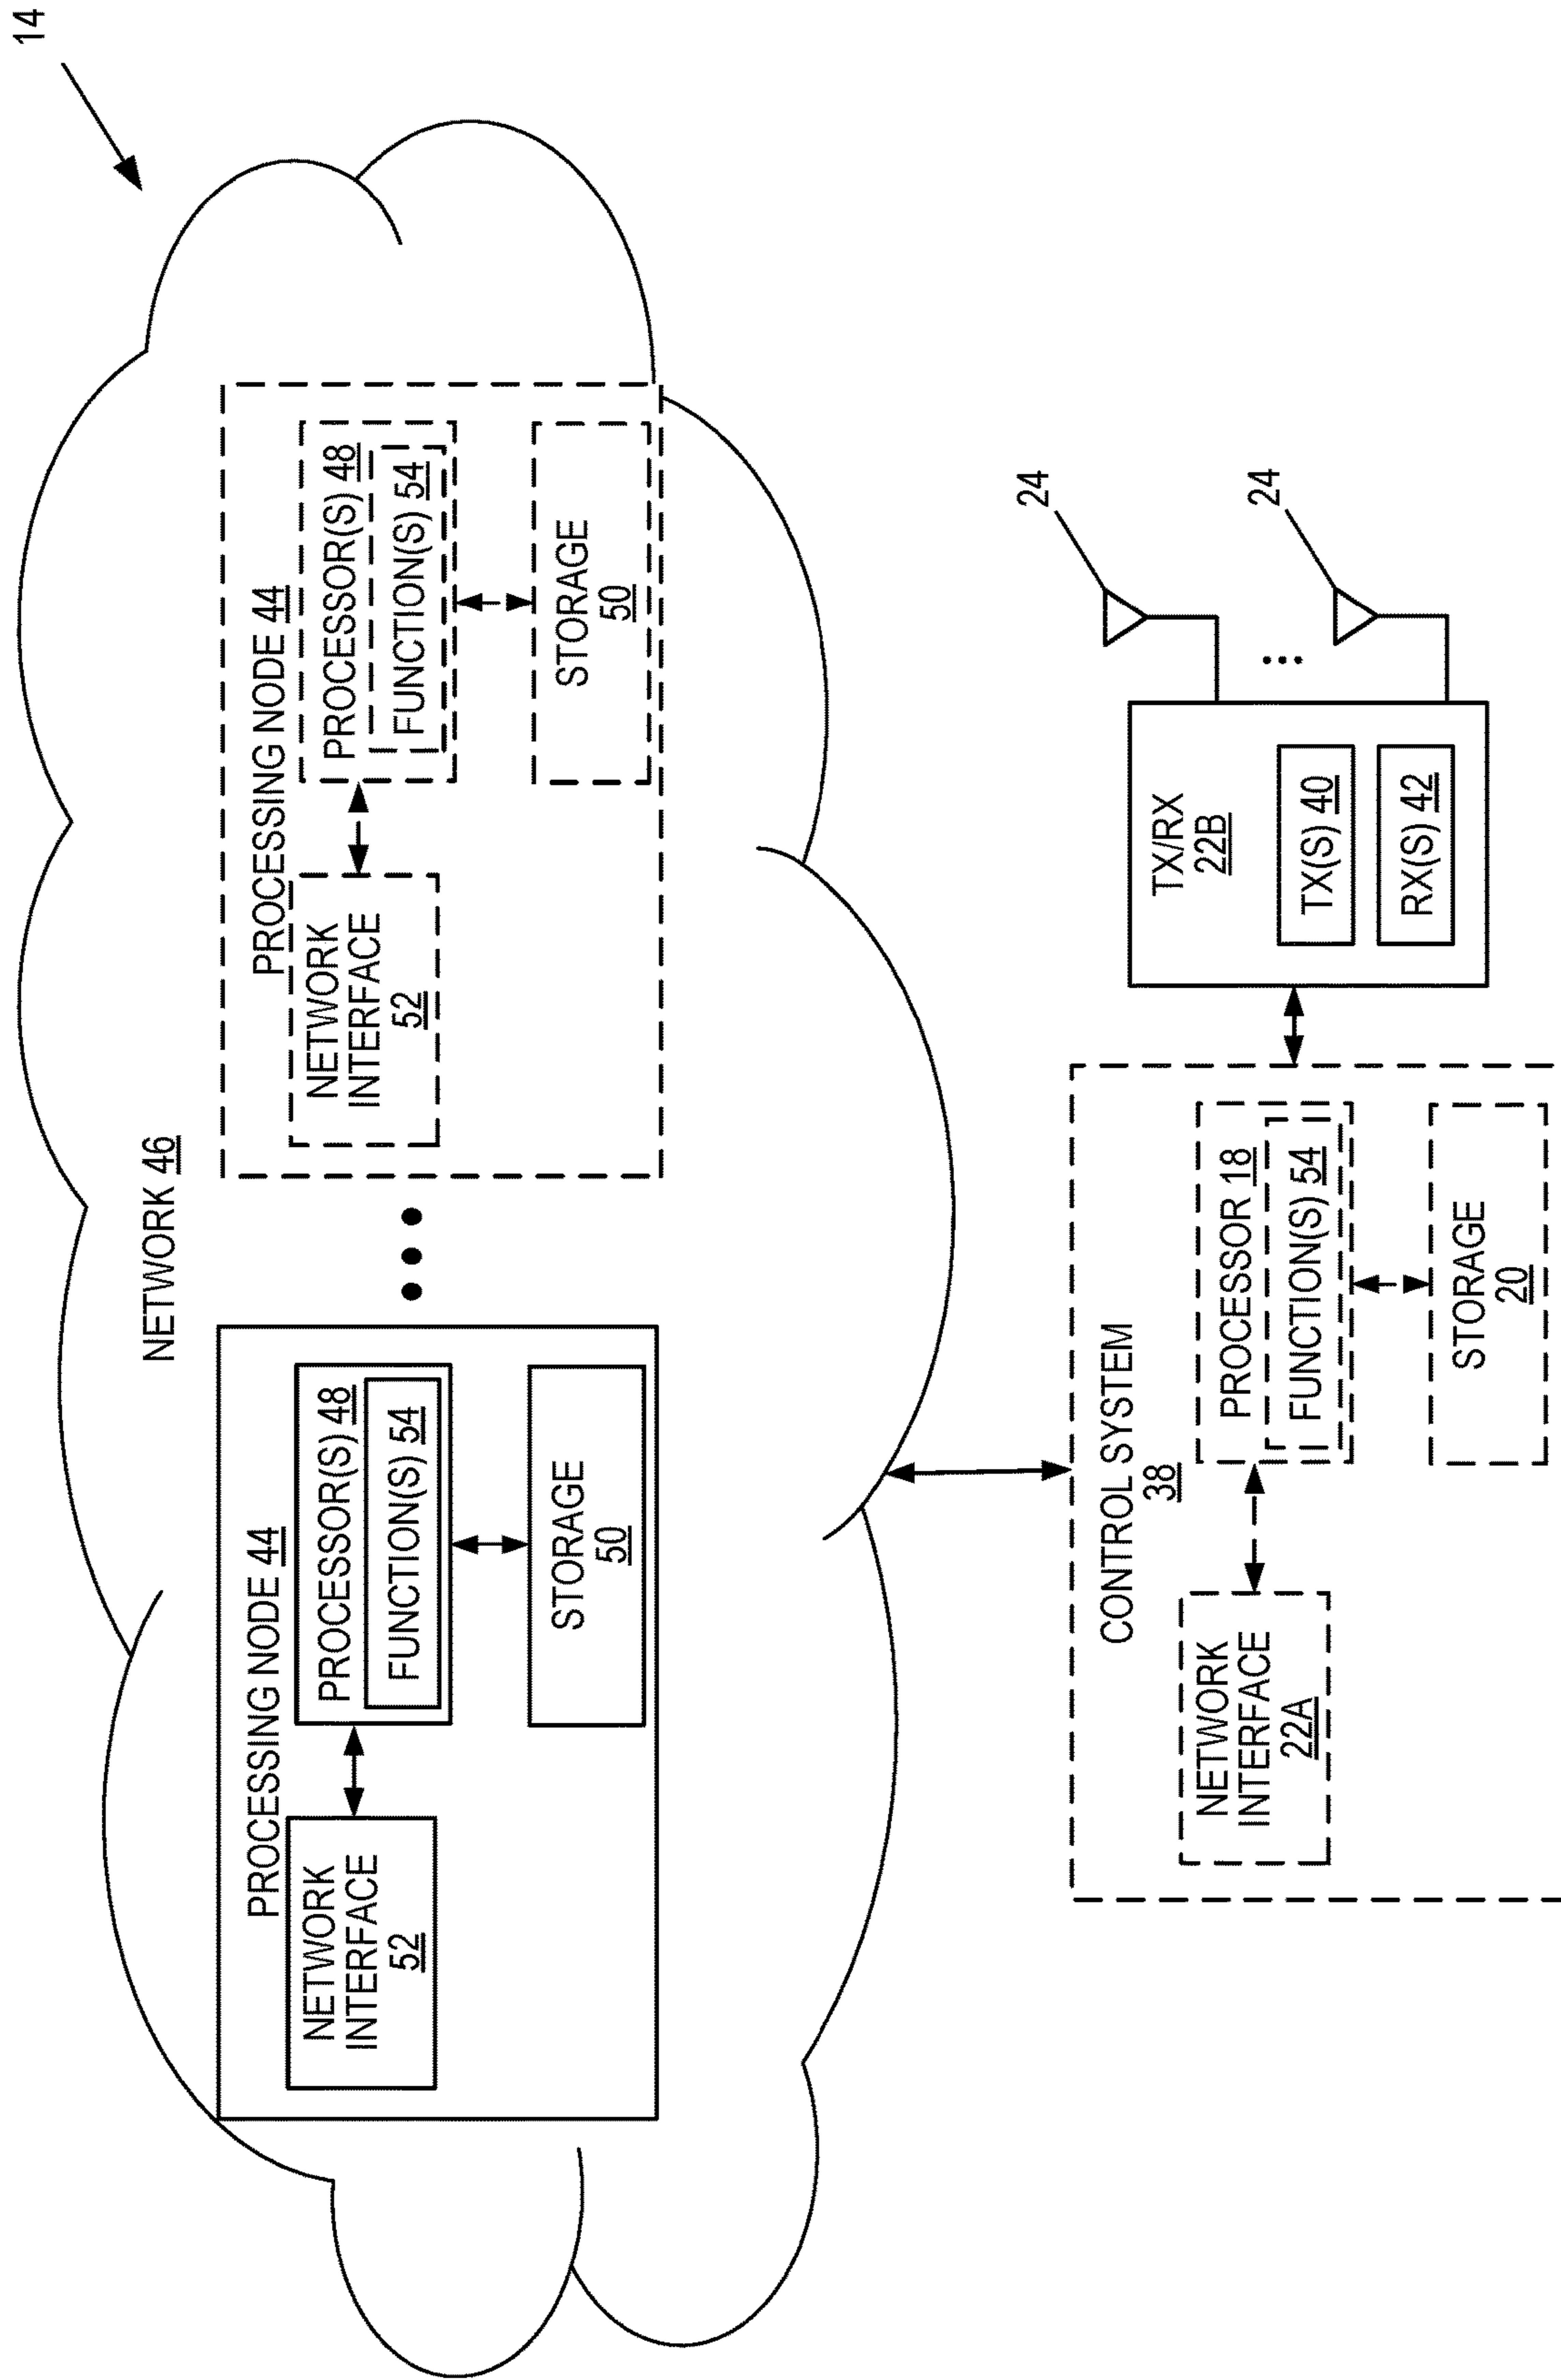 14
NETWORK 46
PROCESSING NODE 44
NETWORK
INTERFACE
52
PROCESSOR(S) 48
FUNCTION(S) 54
STORAGE
50
PROCESSING NODE 44
NETWORK
INTERFACE
52
PROCESSOR(S) 48
FUNCTION(S) 54
STORAGE
50
CONTROL SYSTEM
38
NETWORK
INTERFACE
22A
PROCESSOR 18
FUNCTION(S) 54
STORAGE
20
TX/RX
22B
TX(S) 40
RX(S) 42
24
24